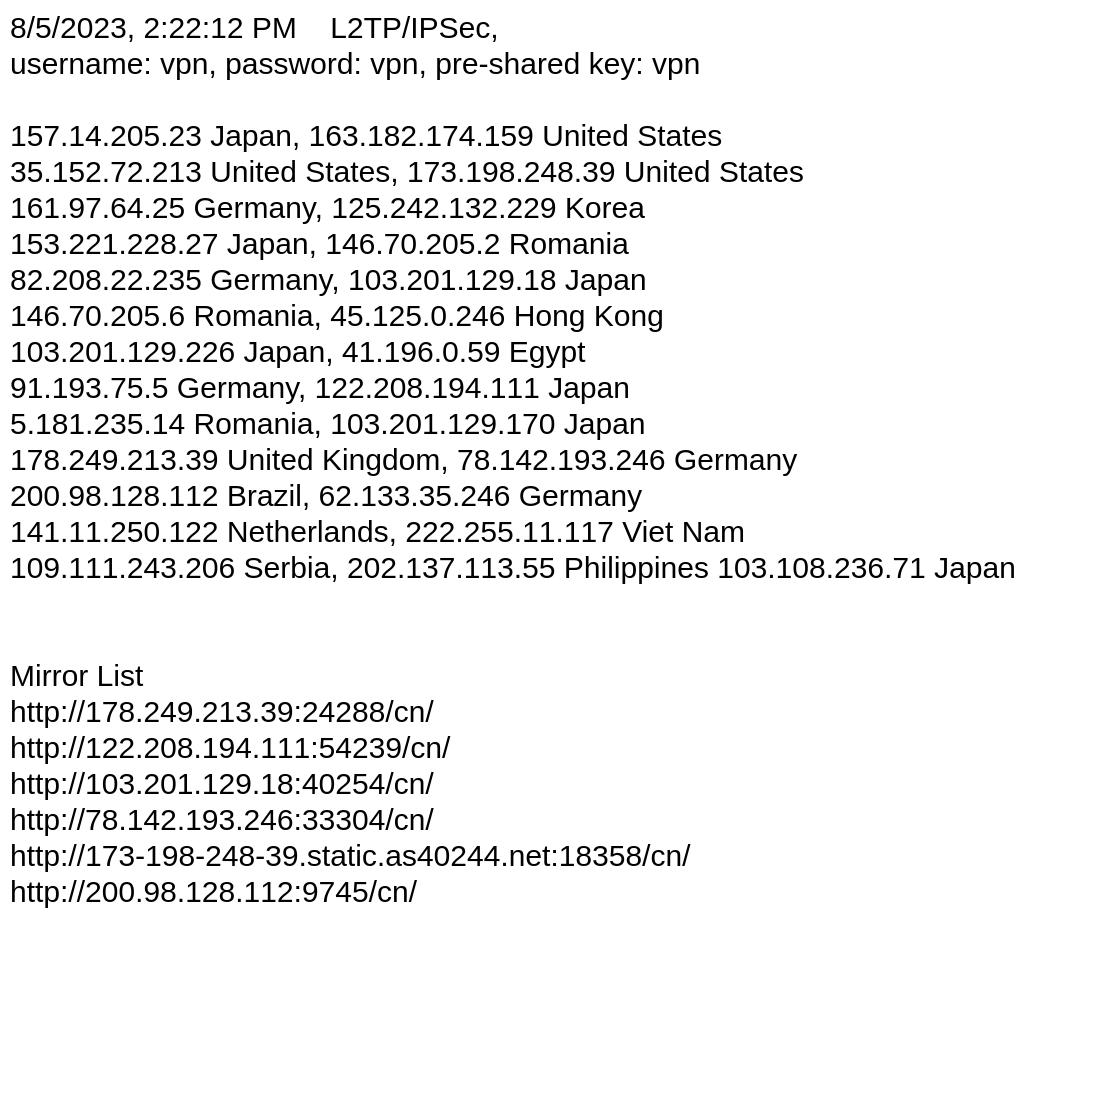 8/5/2023, 2:22:12 PM    L2TP/IPSec,
username: vpn, password: vpn, pre-shared key: vpn
157.14.205.23 Japan, 163.182.174.159 United States
35.152.72.213 United States, 173.198.248.39 United States
161.97.64.25 Germany, 125.242.132.229 Korea
153.221.228.27 Japan, 146.70.205.2 Romania
82.208.22.235 Germany, 103.201.129.18 Japan
146.70.205.6 Romania, 45.125.0.246 Hong Kong
103.201.129.226 Japan, 41.196.0.59 Egypt
91.193.75.5 Germany, 122.208.194.111 Japan
5.181.235.14 Romania, 103.201.129.170 Japan
178.249.213.39 United Kingdom, 78.142.193.246 Germany
200.98.128.112 Brazil, 62.133.35.246 Germany
141.11.250.122 Netherlands, 222.255.11.117 Viet Nam
109.111.243.206 Serbia, 202.137.113.55 Philippines 103.108.236.71 Japan
Mirror List
http://178.249.213.39:24288/cn/
http://122.208.194.111:54239/cn/
http://103.201.129.18:40254/cn/
http://78.142.193.246:33304/cn/
http://173-198-248-39.static.as40244.net:18358/cn/
http://200.98.128.112:9745/cn/